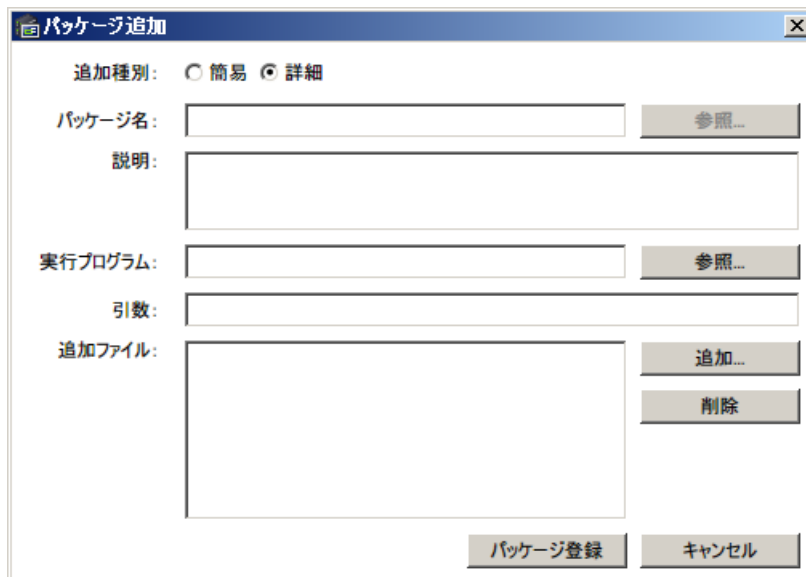 パッケージ追加
追加種別: 簡易 詳細
パッケージ名: 参照...
説明:
実行プログラム: 参照...
引数:
追加ファイル: 追加...
削除
パッケージ登録 キャンセル